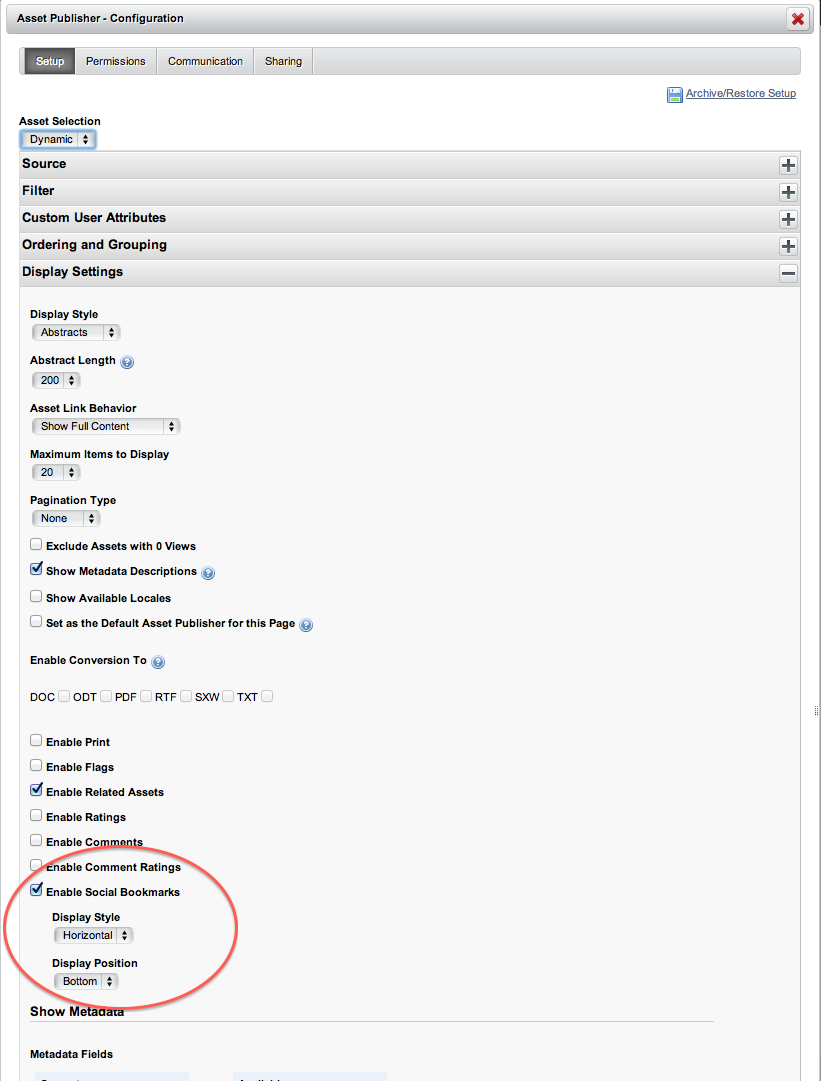 Asset Publisher - Configuration
Setup Permissions Communication Sharing
Archive/Restore Setup
Asset Selection
Dynamic
Source
Filter
Custom User Attributes
Ordering and Grouping
Display Settings
Display Style
Abstracts
Abstract Length
200
Asset Link Behavior
Show Full Content
Maximum Items to Display
20
Pagination Type
None
Exclude Assets with 0 Views
Show Metadata Descriptions
Show Available Locales
Set as the Default Asset Publisher for this Page
Enable Conversion To
DOC ODT PDF RTF SXW TXT
Enable Print
Enable Flags
Enable Related Assets
Enable Ratings
Enable Comments
Enable Comment Ratings
Enable Social Bookmarks
Display Style
Horizontal
Display Position
Bottom
Show Metadata
Metadata Fields